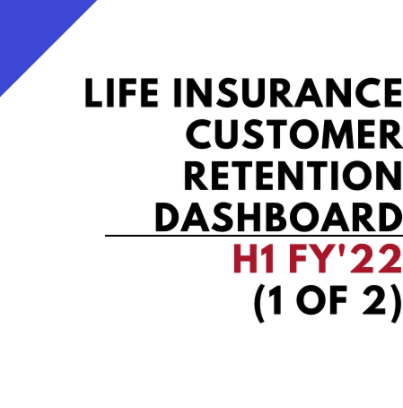 LIFE INSURANCE
CUSTOMER
RETENTION
DASHBOARD
H1 FY'22
(1 OF 2)